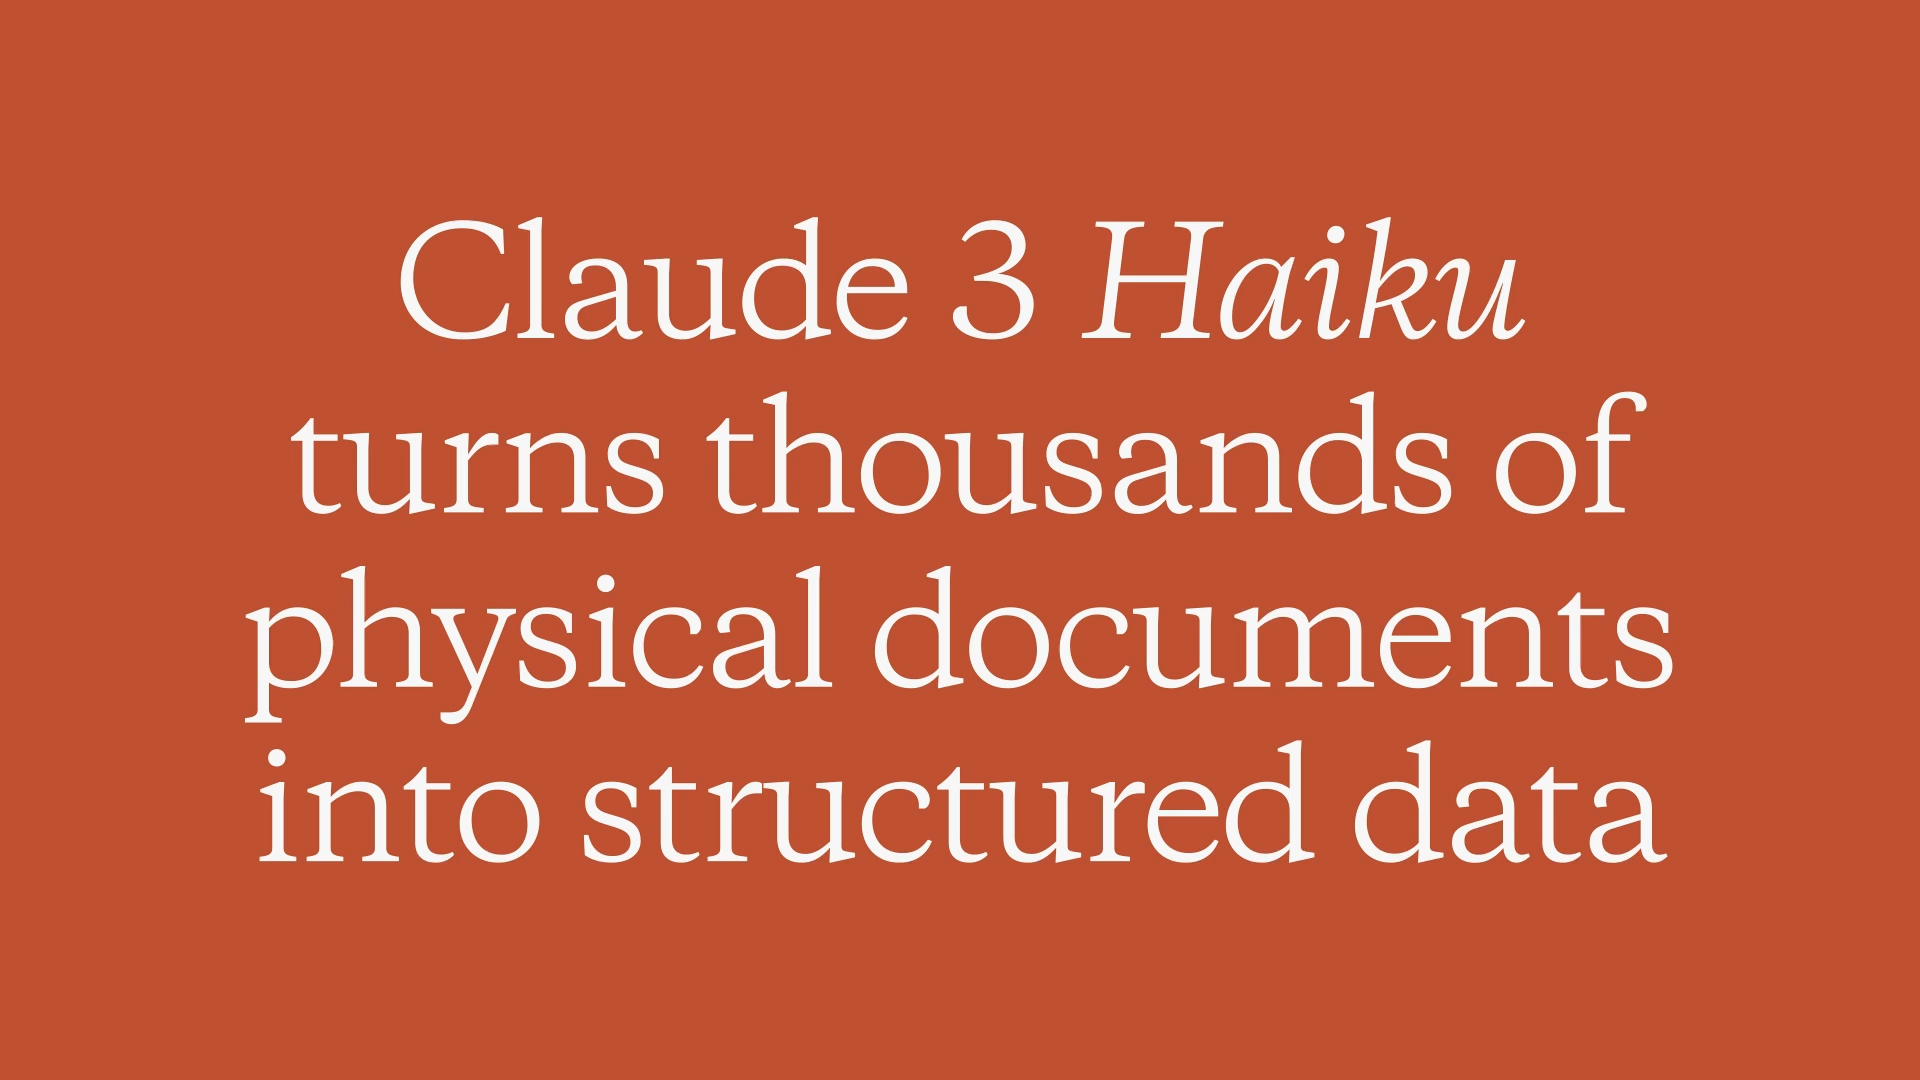 Claude 3 Haiku
turns thousands of
physical documents
into structured data